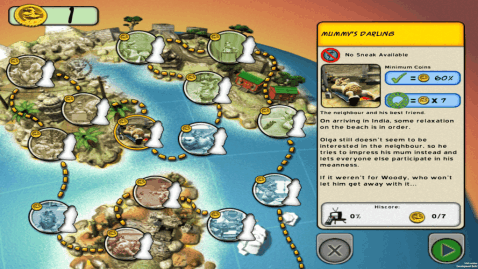 1
MUMMY'S DARLING
No Sneak Available
Minimum Coins
= 60%
= x 7
The neighbour and his best friend.
On arriving in India, some relaxation
on the beach is in order.
Olga still doesn't seem to be
interested in the neighbour, so he
tries to impress his mum instead and
lets everyone else participate in his
meanness.
If it weren't for Woody, who won't
let him get away with it...
Hiscore:
0%
0/7